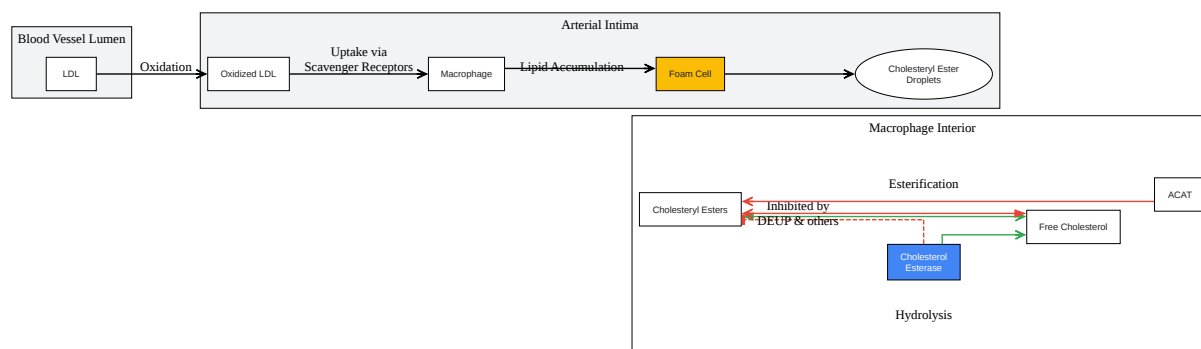 Arterial Intima
Blood Vessel Lumen
LDL
Oxidation
Oxidized LDL
Uptake via
Scavenger Receptors
Macrophage
Lipid Accumulation
Foam Cell
Cholesteryl Ester
Droplets
Macrophage Interior
Esterification
ACAT
Cholesteryl Esters
Inhibited by
DEUP & others
Free Cholesterol
Cholesterol
Esterase
Hydrolysis